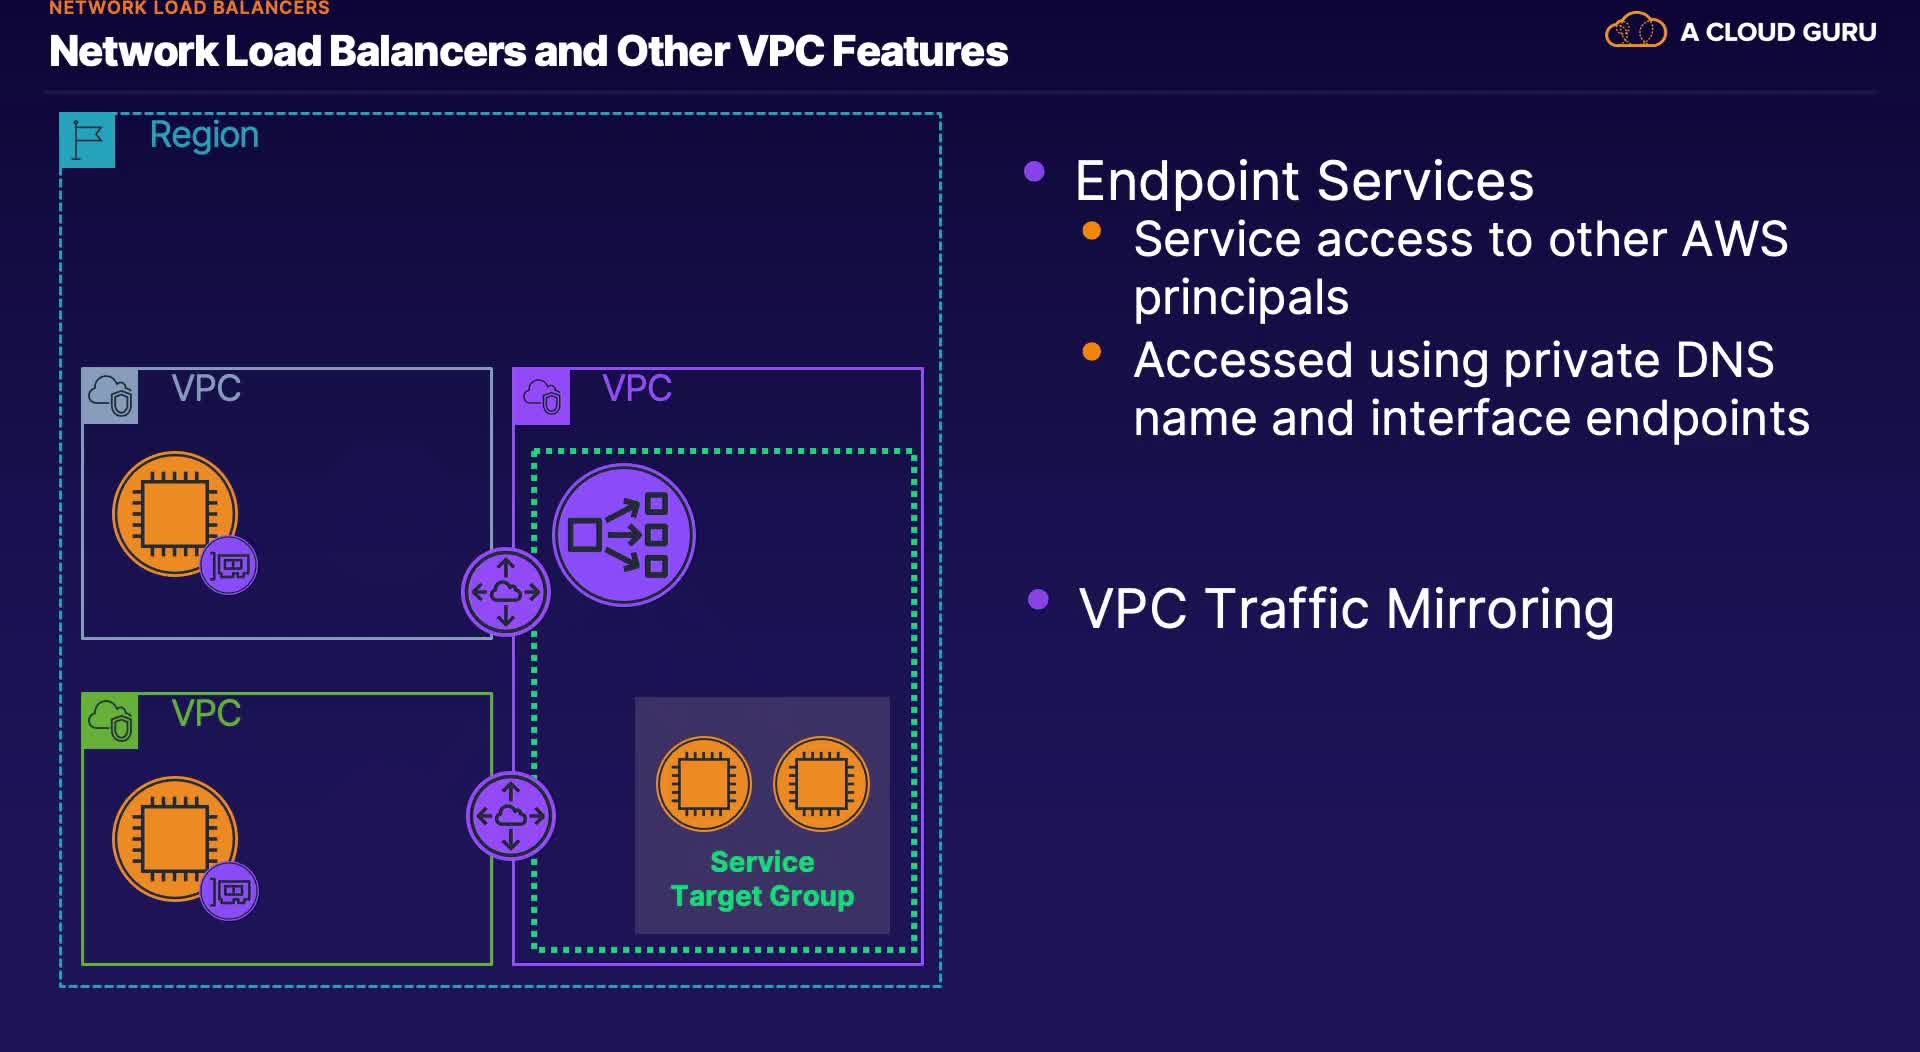 NETWORK LOAD BALANCERS
Network Load Balancers and Other VPC Features
A CLOUD GURU
Region
VPC
VPC
VPC
Service
Target Group
Endpoint Services
Service access to other AWS
principals
Accessed using private DNS
name and interface endpoints
VPC Traffic Mirroring